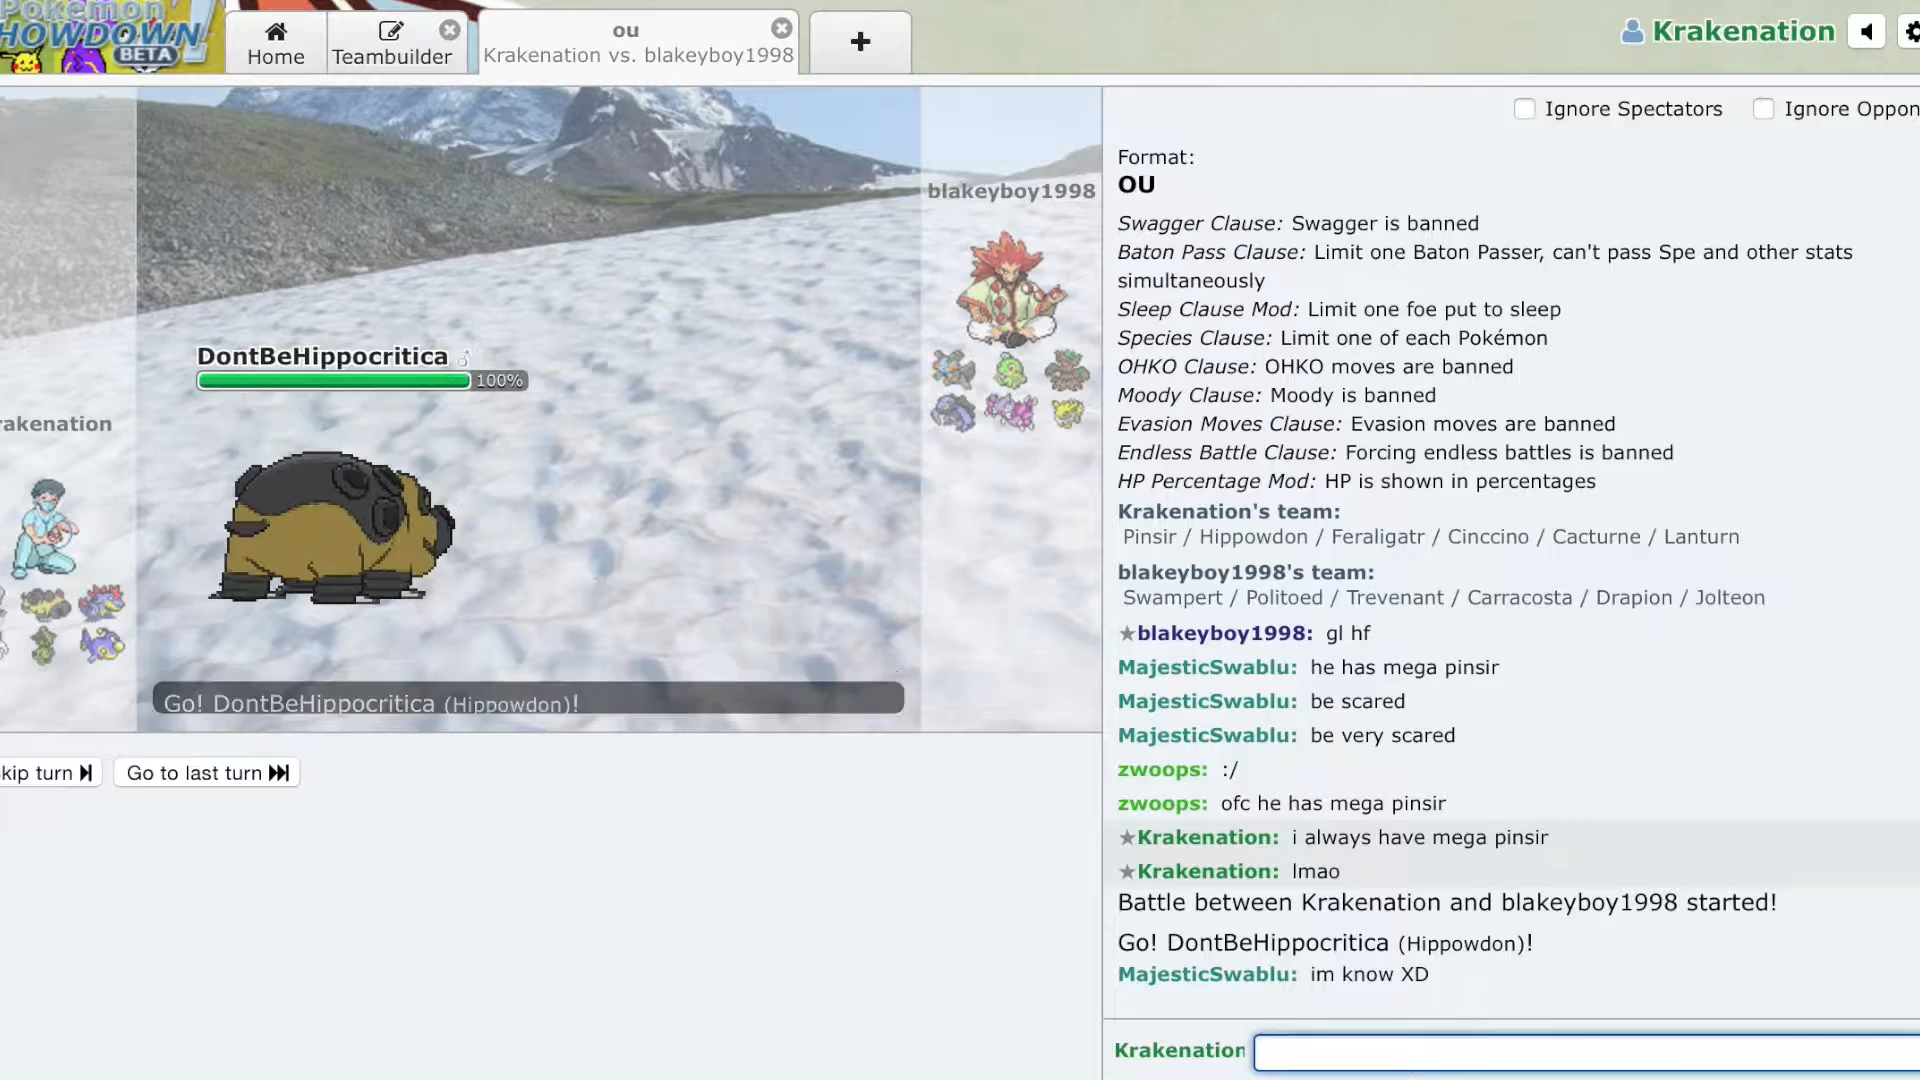 Pokémon
HOWDOWN
BETA
Home
Teambuilder
ou
Krakenation vs. blakeyboy1998
+
Krakenation
Ignore Spectators
Ignore Oppon
blakeyboy1998
DontBeHippocritica ♂
100%
rakenation
Go! DontBeHippocritica (Hippowdon)!
kip turn
Go to last turn
Format:
OU
Swagger Clause: Swagger is banned
Baton Pass Clause: Limit one Baton Passer, can't pass Spe and other stats
simultaneously
Sleep Clause Mod: Limit one foe put to sleep
Species Clause: Limit one of each Pokémon
OHKO Clause: OHKO moves are banned
Moody Clause: Moody is banned
Evasion Moves Clause: Evasion moves are banned
Endless Battle Clause: Forcing endless battles is banned
HP Percentage Mod: HP is shown in percentages
Krakenation's team:
Pinsir / Hippowdon / Feraligatr / Cinccino / Cacturne / Lanturn
blakeyboy1998's team:
Swampert / Politoed / Trevenant / Carracosta / Drapion / Jolteon
★blakeyboy1998: gl hf
MajesticSwablu: he has mega pinsir
MajesticSwablu: be scared
MajesticSwablu: be very scared
zwoops: :/
zwoops: ofc he has mega pinsir
★Krakenation: i always have mega pinsir
★Krakenation: lmao
Battle between Krakenation and blakeyboy1998 started!
Go! DontBeHippocritica (Hippowdon)!
MajesticSwablu: im know XD
Krakenation